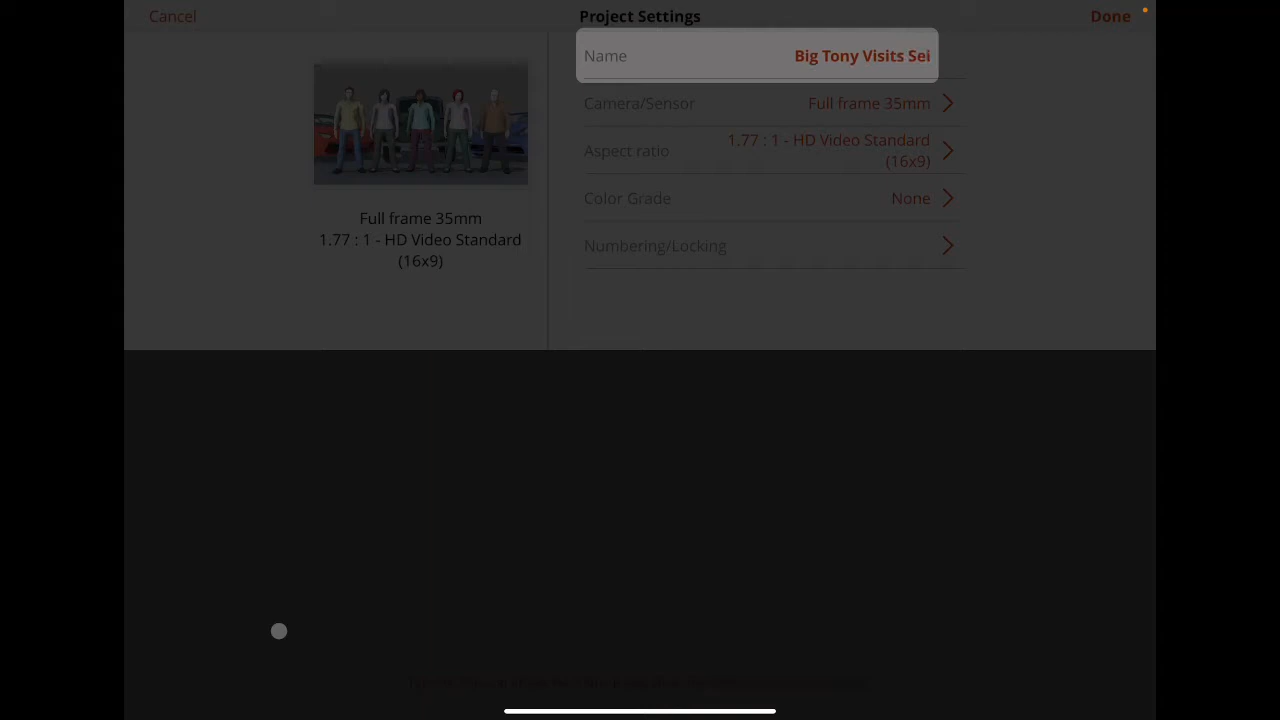 Cancel
Project Settings
Done
Name
Big Tony Visits Sei
Camera/Sensor
Full frame 35mm
Aspect ratio
1.77 : 1 - HD Video Standard
(16x9)
Color Grade
None
Numbering/Locking
Full frame 35mm
1.77 : 1 - HD Video Standard
(16x9)